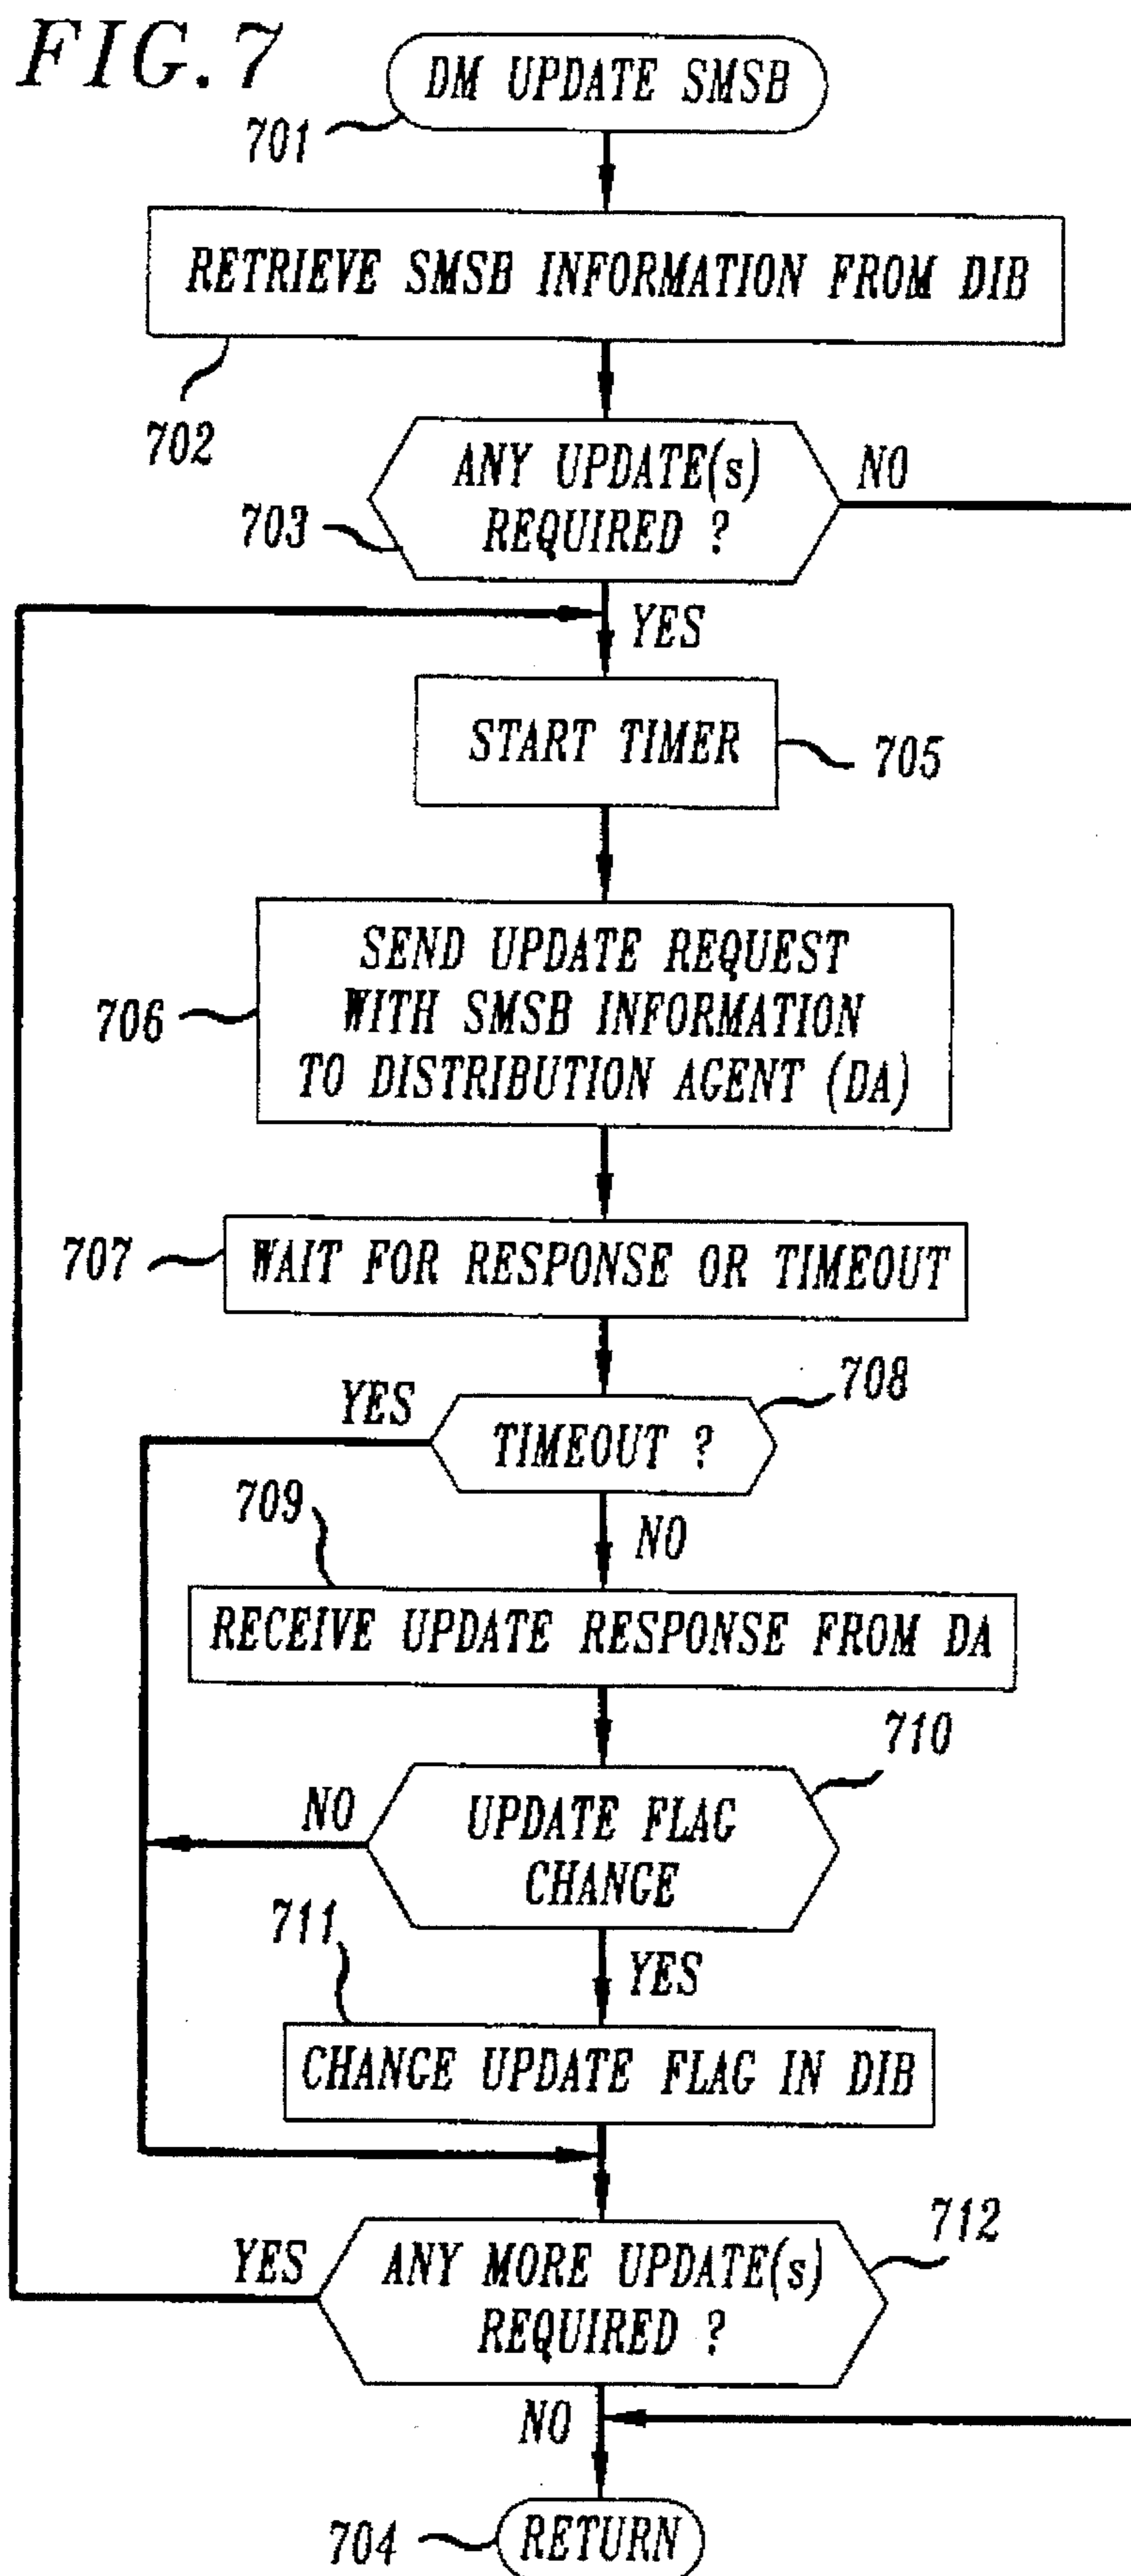 FIG. 7
DM UPDATE SMSB
701
RETRIEVE SMSB INFORMATION FROM DIB
702
ANY UPDATE(s)
REQUIRED ?
NO
703
YES
START TIMER
705
SEND UPDATE REQUEST
WITH SMSB INFORMATION
TO DISTRIBUTION AGENT (DA)
706
WAIT FOR RESPONSE OR TIMEOUT
707
708
YES
TIMEOUT ?
709
NO
RECEIVE UPDATE RESPONSE FROM DA
710
NO
UPDATE FLAG
CHANGE
711
YES
CHANGE UPDATE FLAG IN DIB
712
YES
ANY MORE UPDATE(s)
REQUIRED ?
NO
704
RETURN